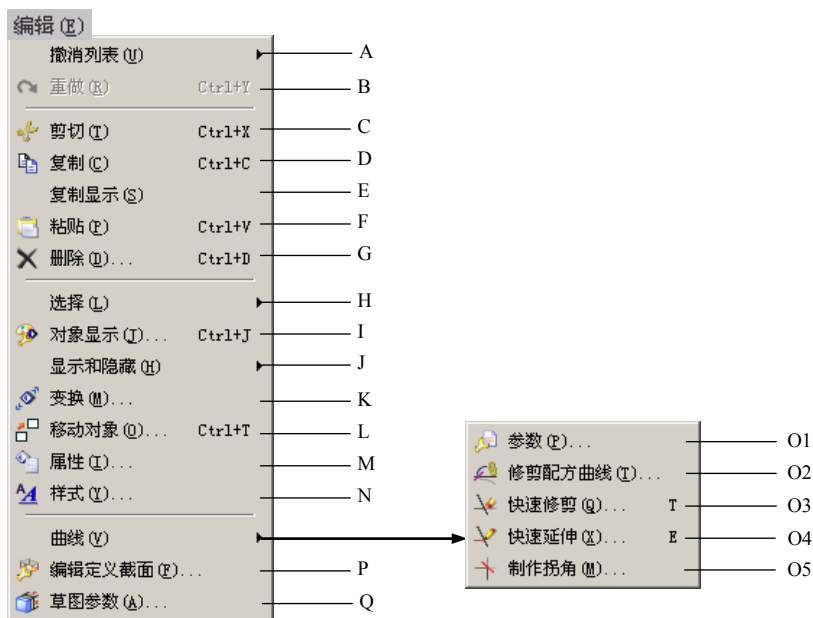 编辑(E)
撤消列表(U) A
重做(R) Ctrl+Y B
剪切(T) Ctrl+X C
复制(C) Ctrl+C D
复制显示(S) E
粘贴(P) Ctrl+V F
删除(D)... Ctrl+D G
选择(L) H
对象显示(J)... Ctrl+J I
显示和隐藏(H) J
变换(M)... K
移动对象(O)... Ctrl+T L
属性(I)... M
样式(Y)... N
曲线(V)
编辑定义截面(F)... P
草图参数(A)... Q
参数(P)... O1
修剪配方曲线(T)... O2
快速修剪(Q)... T O3
快速延伸(X)... E O4
制作拐角(M)... O5